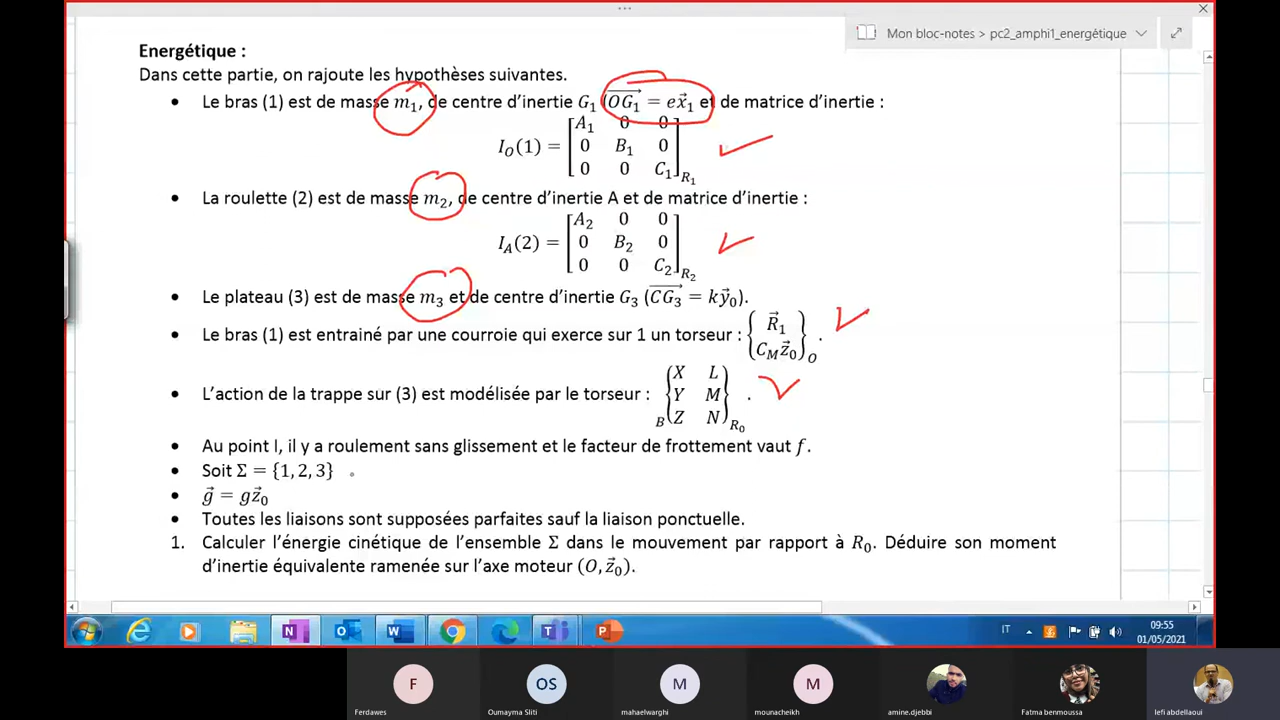 Mon bloc-notes > pc2_amphi1_energétique
Energétique :
Dans cette partie, on rajoute les hypothèses suivantes.
• Le bras (1) est de masse m₁, de centre d'inertie G₁ (OG₁ = ex₁ et de matrice d'inertie :
I_O(1) = [A₁ 0 0
0 B₁ 0
0 0 C₁]_R₁
• La roulette (2) est de masse m₂, de centre d'inertie A et de matrice d'inertie :
I_A(2) = [A₂ 0 0
0 B₂ 0
0 0 C₂]_R₂
• Le plateau (3) est de masse m₃ et de centre d'inertie G₃ (CG₃ = ky₀).
• Le bras (1) est entrainé par une courroie qui exerce sur 1 un torseur : {R₁
C_M z₀}_O .
• L'action de la trappe sur (3) est modélisée par le torseur : _B{X L
Y M
Z N}_R₀ .
• Au point I, il y a roulement sans glissement et le facteur de frottement vaut f.
• Soit Σ = {1, 2, 3}
• g = gz₀
• Toutes les liaisons sont supposées parfaites sauf la liaison ponctuelle.
1. Calculer l'énergie cinétique de l'ensemble Σ dans le mouvement par rapport à R₀. Déduire son moment
d'inertie équivalente ramenée sur l'axe moteur (O, z₀).
IT
09:55
01/05/2021
F
OS
M
M
Ferdawes
Oumayma Sliti
mahaelwarghi
mounacheikh
amine.djebbi
Fatma benmoussa
lefi abdellaoui